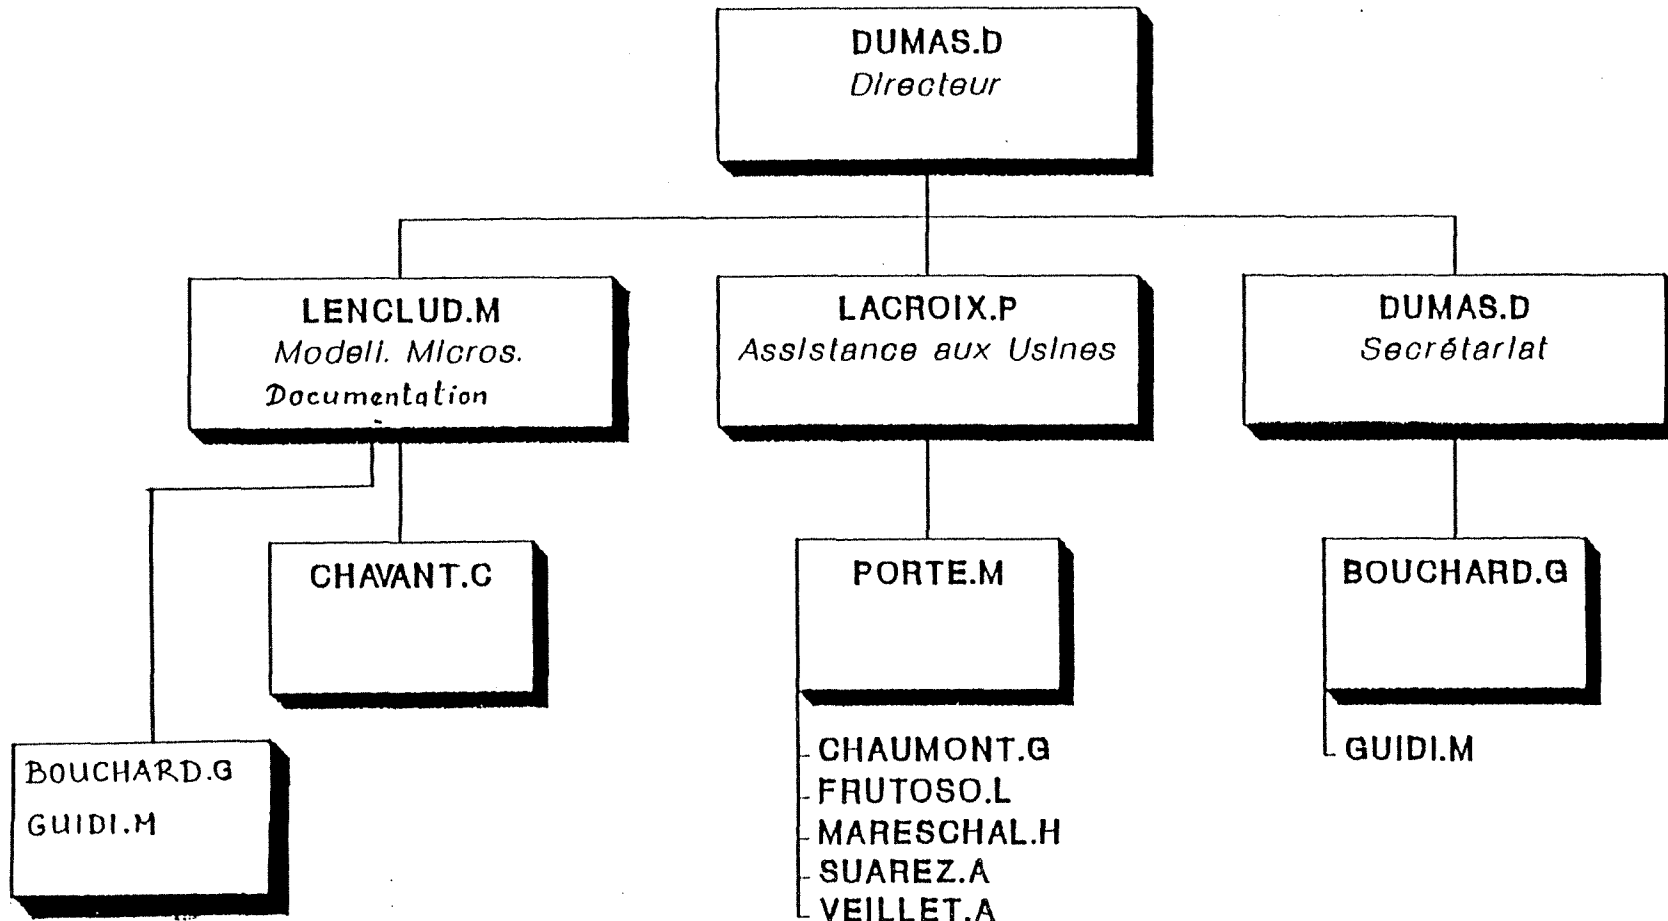 DUMAS.D
Directeur
LENCLUD.M
Modeli. Micros.
Documentation
LACROIX.P
Assistance aux Usines
DUMAS.D
Secrétariat
CHAVANT.C
PORTE.M
BOUCHARD.G
BOUCHARD.G
GUIDI.M
CHAUMONT.G
FRUTOSO.L
MARESCHAL.H
SUAREZ.A
VEILLET.A
GUIDI.M